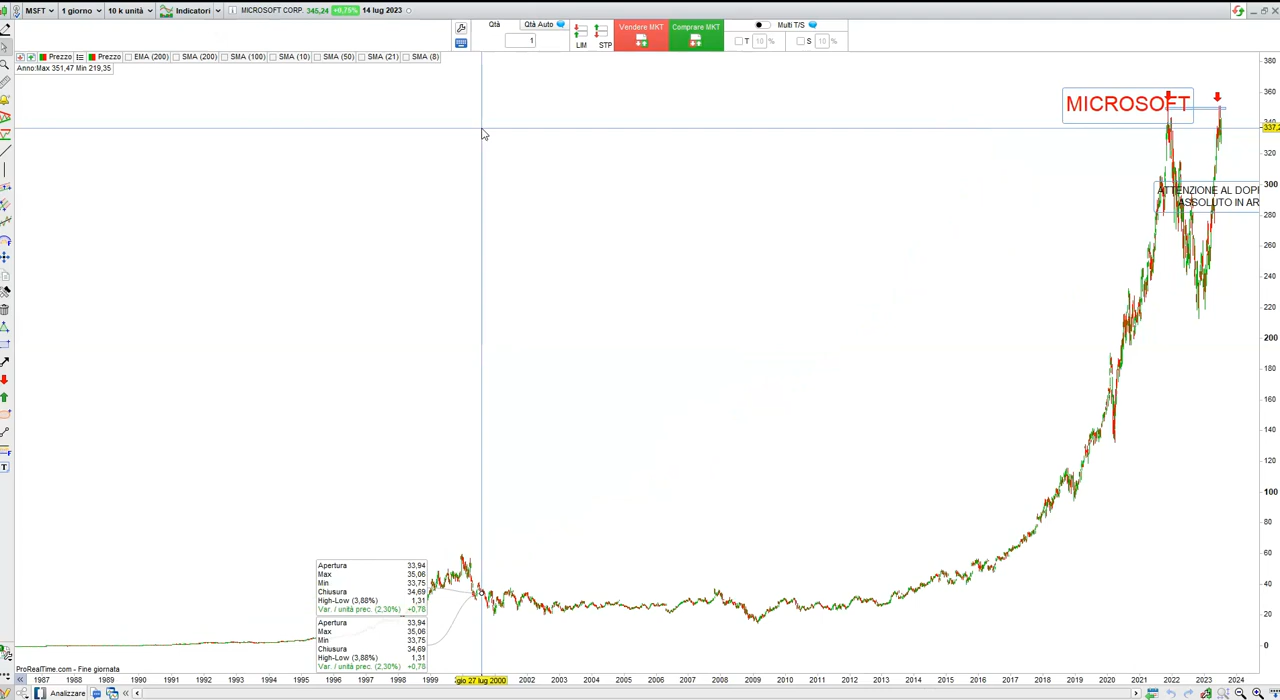 MSFT 1 giorno 10 k unità Indicatori MICROSOFT CORP. 345,24 +0,75% 14 lug 2023
Qtà Qtà Auto Vendere MKT Comprare MKT Multi T/S
1 LIM STP T 10 % S 10 %
Prezzo Prezzo EMA (200) SMA (200) SMA (100) SMA (10) SMA (50) SMA (21) SMA (8)
Anno:Max 351,47 Min 219,35
380
360
MICROSOFT
340
337,2
320
300
ATTENZIONE AL DOPI
ASSOLUTO IN AR
280
260
240
220
200
180
160
140
120
100
80
60
40
20
0
Apertura 33,94
Max 35,06
Min 33,75
Chiusura 34,69
High-Low (3,88%) 1,31
Var. / unità prec. (2,30%) +0,78
Apertura 33,94
Max 35,06
Min 33,75
Chiusura 34,69
High-Low (3,88%) 1,31
Var. / unità prec. (2,30%) +0,78
ProRealTime.com - Fine giornata
1987 1988 1989 1990 1991 1992 1993 1994 1995 1996 1997 1998 1999 gio 27 lug 2000 2002 2003 2004 2005 2006 2007 2008 2009 2010 2011 2012 2013 2014 2015 2016 2017 2018 2019 2020 2021 2022 2023 2024
Analizzare